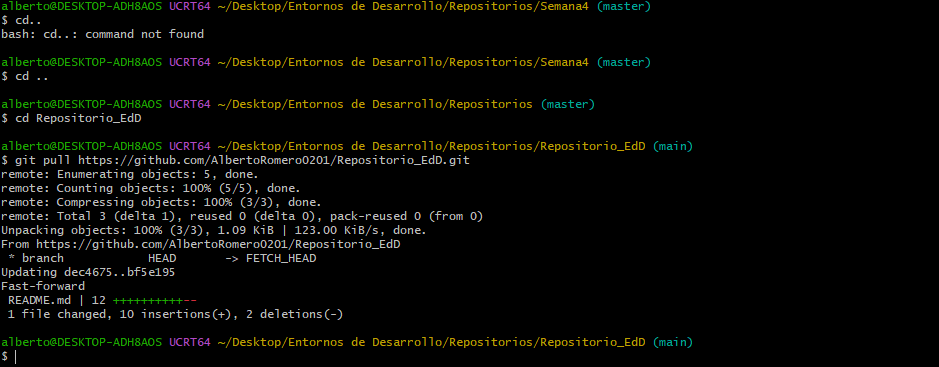 alberto@DESKTOP-ADH8AOS UCRT64 ~/Desktop/Entornos de Desarrollo/Repositorios/Semana4 (master)
$ cd..
bash: cd..: command not found
alberto@DESKTOP-ADH8AOS UCRT64 ~/Desktop/Entornos de Desarrollo/Repositorios/Semana4 (master)
$ cd ..
alberto@DESKTOP-ADH8AOS UCRT64 ~/Desktop/Entornos de Desarrollo/Repositorios (master)
$ cd Repositorio_EdD
alberto@DESKTOP-ADH8AOS UCRT64 ~/Desktop/Entornos de Desarrollo/Repositorios/Repositorio_EdD (main)
$ git pull https://github.com/AlbertoRomero0201/Repositorio_EdD.git
remote: Enumerating objects: 5, done.
remote: Counting objects: 100% (5/5), done.
remote: Compressing objects: 100% (3/3), done.
remote: Total 3 (delta 1), reused 0 (delta 0), pack-reused 0 (from 0)
Unpacking objects: 100% (3/3), 1.09 KiB | 123.00 KiB/s, done.
From https://github.com/AlbertoRomero0201/Repositorio_EdD
 * branch            HEAD       -> FETCH_HEAD
Updating dec4675..bf5e195
Fast-forward
 README.md | 12 ++++++++++--
 1 file changed, 10 insertions(+), 2 deletions(-)
alberto@DESKTOP-ADH8AOS UCRT64 ~/Desktop/Entornos de Desarrollo/Repositorios/Repositorio_EdD (main)
$